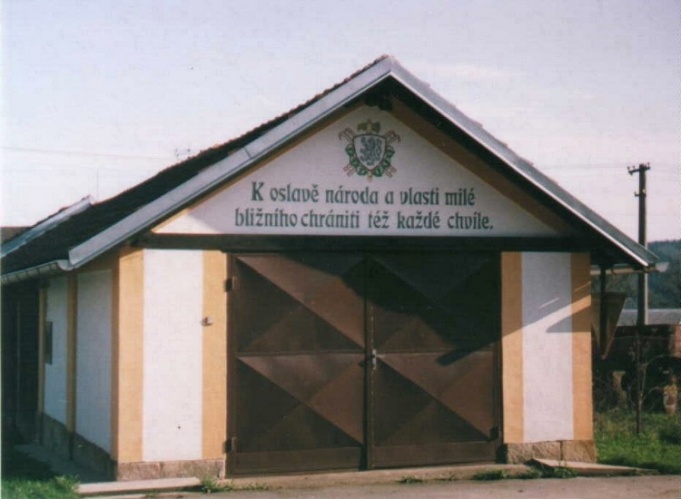 K oslavě národa a vlasti milé
bližního chrániti též každé chvíle.